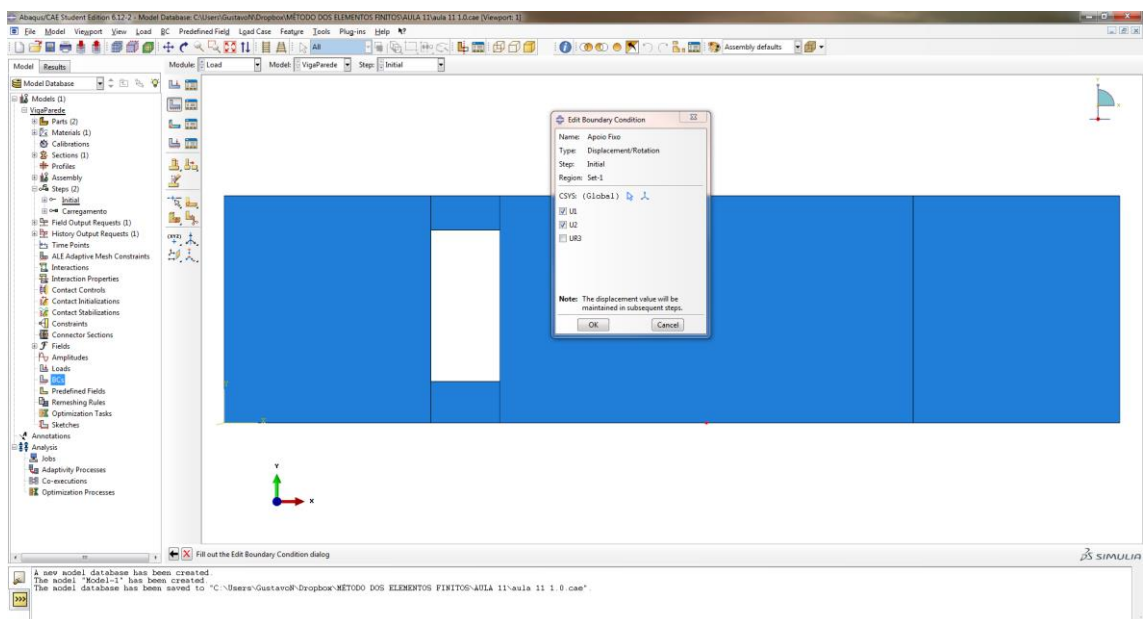 Abaqus/CAE Student Edition 6.12-2 - Model Database: C:\Users\GustavoN\Dropbox\MÉTODO DOS ELEMENTOS FINITOS\AULA 11\aula 11 1.0.cae [Viewport: 1]
File Model Viewport View Load BC Predefined Field Load Case Feature Tools Plug-ins Help
All
Assembly defaults
Model Results
Module: Load Model: VigaParede Step: Initial
Model Database
Models (1)
VigaParede
Parts (2)
Materials (1)
Calibrations
Sections (1)
Profiles
Assembly
Steps (2)
Initial
Carregamento
Field Output Requests (1)
History Output Requests (1)
Time Points
ALE Adaptive Mesh Constraints
Interactions
Interaction Properties
Contact Controls
Contact Initializations
Contact Stabilizations
Constraints
Connector Sections
Fields
Amplitudes
Loads
BCs
Predefined Fields
Remeshing Rules
Optimization Tasks
Sketches
Annotations
Analysis
Jobs
Adaptivity Processes
Co-executions
Optimization Processes
Edit Boundary Condition
Name: Apoio Fixo
Type: Displacement/Rotation
Step: Initial
Region: Set-1
CSYS: (Global)
U1
U2
UR3
Note: The displacement value will be
maintained in subsequent steps.
OK Cancel
Y
X
Fill out the Edit Boundary Condition dialog
SIMULIA
A new model database has been created.
The model "Model-1" has been created.
The model database has been saved to "C:\Users\GustavoN\Dropbox\MÉTODO DOS ELEMENTOS FINITOS\AULA 11\aula 11 1.0.cae".